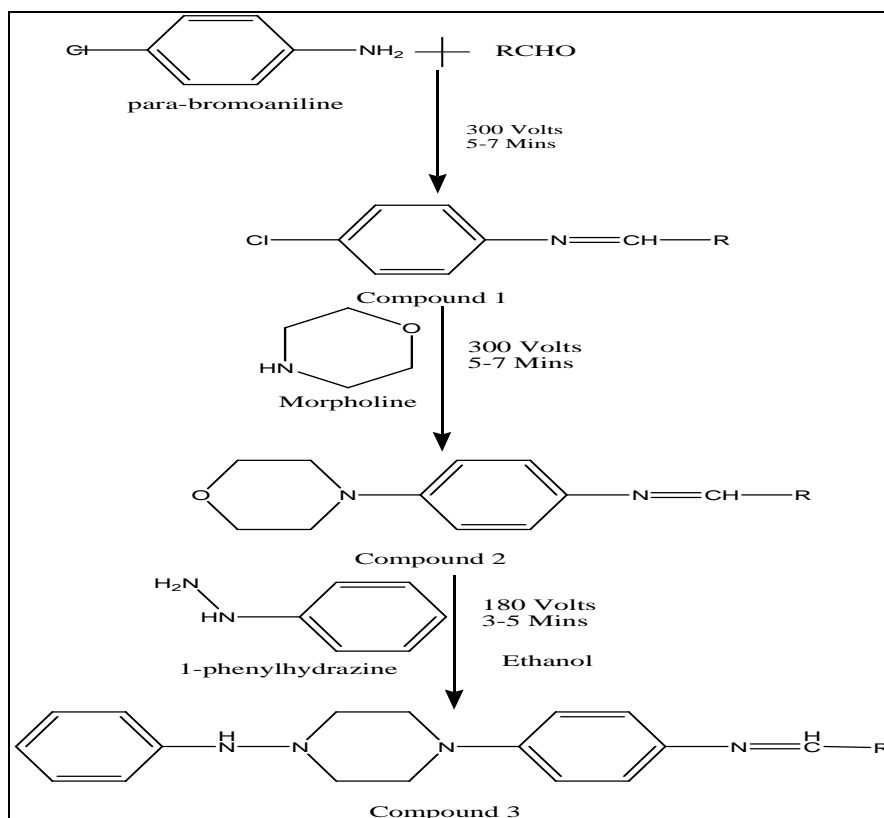 Cl NH2 RCHO
para-bromoaniline
300 Volts
5-7 Mins
Cl N CH R
Compound 1
O
HN
300 Volts
5-7 Mins
Morpholine
O N N CH R
Compound 2
H2N
HN
180 Volts
3-5 Mins
1-phenylhydrazine Ethanol
H H
N N N N C R
Compound 3